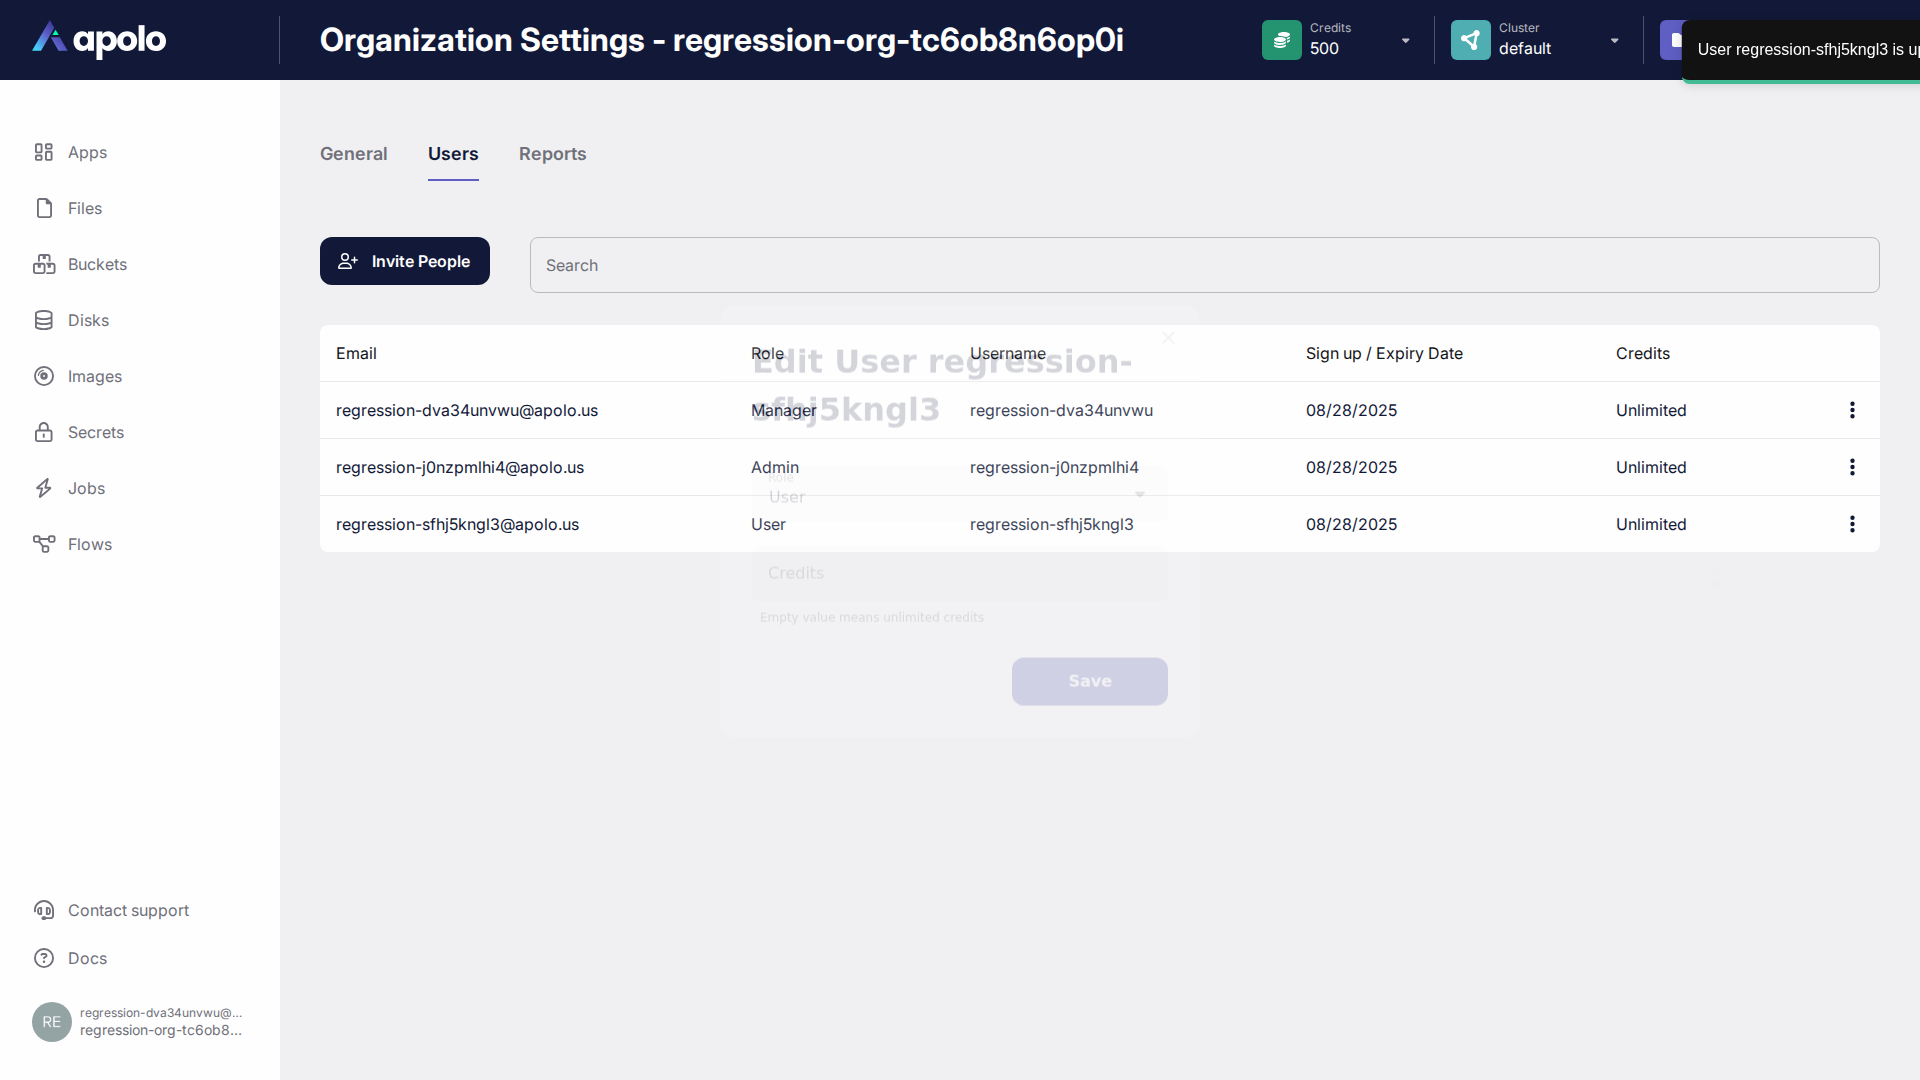 apolo
Organization Settings - regression-org-tc6ob8n6op0i
Credits
500
Cluster
default
User regression-sfhj5kngl3 is
Apps
Files
Buckets
Disks
Images
Secrets
Jobs
Flows
Contact support
Docs
RE
regression-dva34unvwu@...
regression-org-tc6ob8...
General
Users
Reports
Invite People
Search
Email
Role
Username
Sign up / Expiry Date
Credits
regression-dva34unvwu@apolo.us
Manager
regression-dva34unvwu
08/28/2025
Unlimited
regression-j0nzpmlhi4@apolo.us
Admin
regression-j0nzpmlhi4
08/28/2025
Unlimited
regression-sfhj5kngl3@apolo.us
User
regression-sfhj5kngl3
08/28/2025
Unlimited
Edit User regression-
sfhj5kngl3
Role
User
Credits
Empty value means unlimited credits
Save